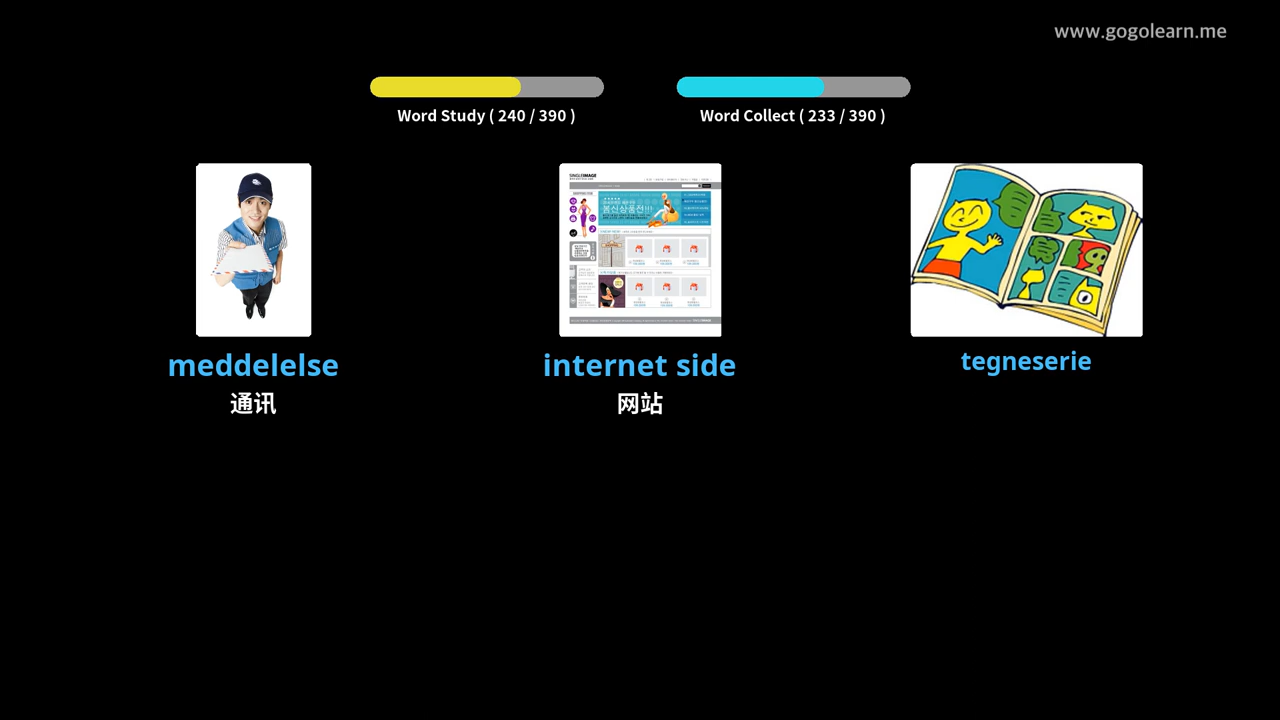 www.gogolearn.me
Word Study ( 240 / 390 )
Word Collect ( 233 / 390 )
meddelelse
internet side
tegneserie
通讯
网站